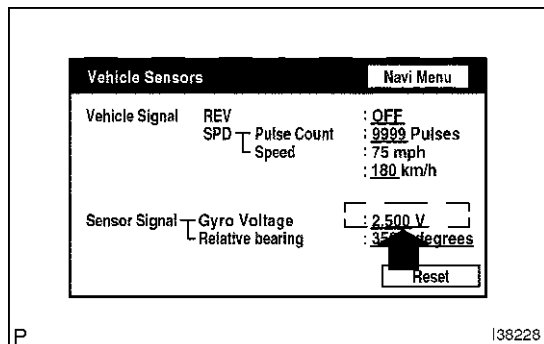 Vehicle Sensors Navi Menu
Vehicle Signal REV : OFF
SPD Pulse Count : 9999 Pulses
Speed : 75 mph
: 180 km/h
Sensor Signal Gyro Voltage : 2.500 V
Relative bearing : degrees
Reset
P I38228